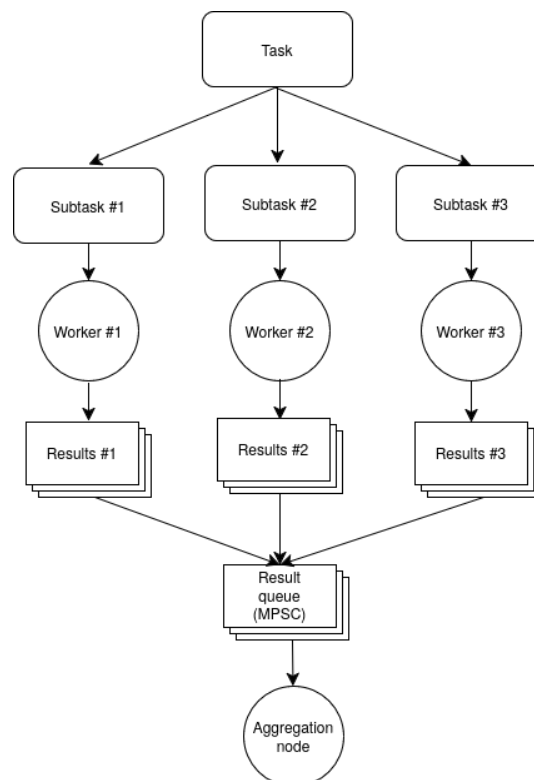 Task
Subtask #1
Subtask #2
Subtask #3
Worker #1
Worker #2
Worker #3
Results #1
Results #2
Results #3
Result
queue
(MPSC)
Aggregation
node